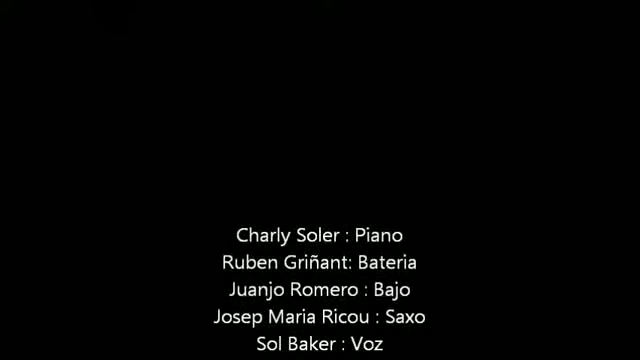 Charly Soler : Piano
Ruben Griñant: Bateria
Juanjo Romero : Bajo
Josep Maria Ricou : Saxo
Sol Baker : Voz